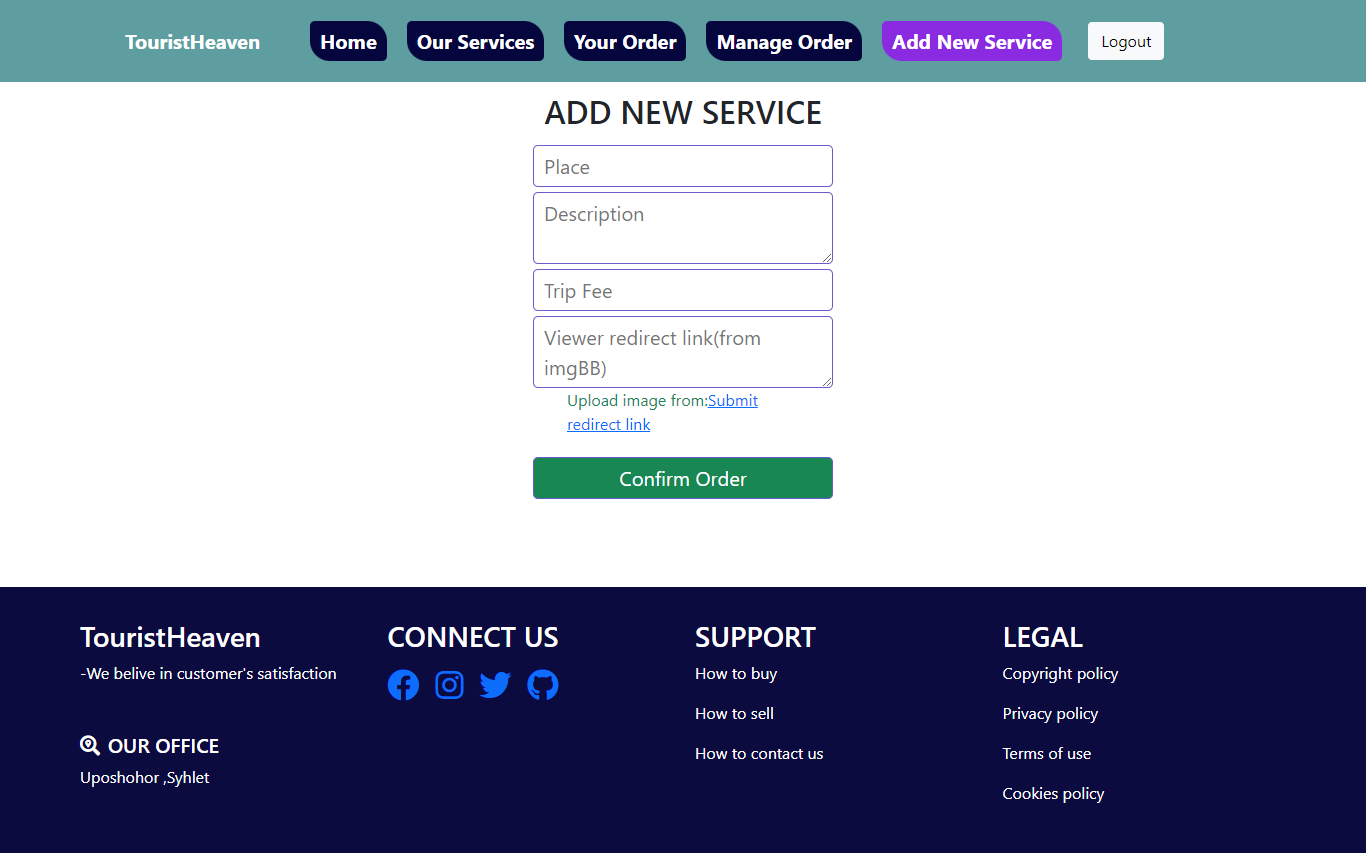 TouristHeaven
Home
Our Services
Your Order
Manage Order
Add New Service
Logout
ADD NEW SERVICE
Place
Description
Trip Fee
Viewer redirect link(from
imgBB)
Upload image from:Submit
redirect link
Confirm Order
TouristHeaven
-We belive in customer's satisfaction
OUR OFFICE
Uposhohor ,Syhlet
CONNECT US
SUPPORT
How to buy
How to sell
How to contact us
LEGAL
Copyright policy
Privacy policy
Terms of use
Cookies policy